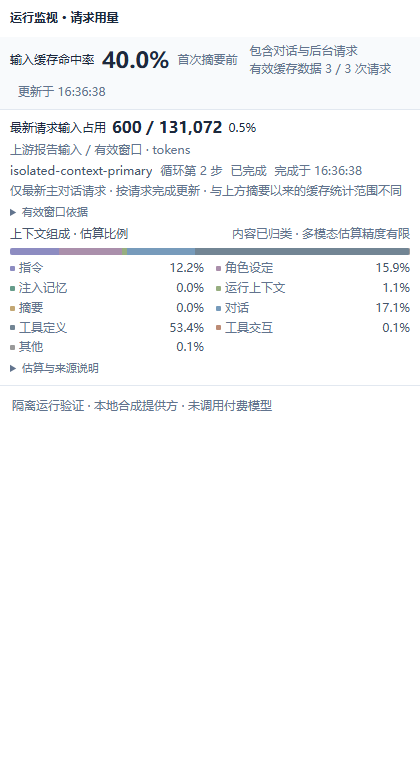 运行监视·请求用量
输入缓存命中率 40.0% 首次摘要前 包含对话与后台请求
有效缓存数据 3 / 3 次请求
更新于 16:36:38
最新请求输入占用 600 / 131,072 0.5%
上游报告输入 / 有效窗口 · tokens
isolated-context-primary 循环第 2 步 已完成 完成于 16:36:38
仅最新主对话请求 · 按请求完成更新 · 与上方摘要以来的缓存统计范围不同
▶ 有效窗口依据
上下文组成 · 估算比例 内容已归类 · 多模态估算精度有限
指令 12.2% 角色设定 15.9%
注入记忆 0.0% 运行上下文 1.1%
摘要 0.0% 对话 17.1%
工具定义 53.4% 工具交互 0.1%
其他 0.1%
▶ 估算与来源说明
隔离运行验证 · 本地合成提供方 · 未调用付费模型